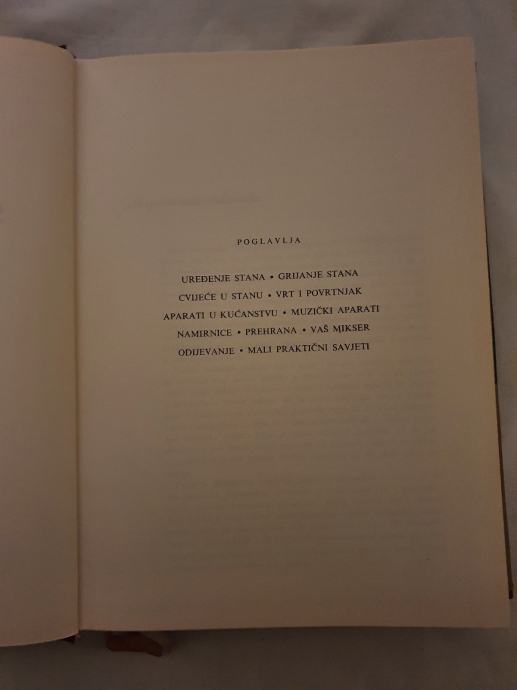 POGLAVLJA
UREĐENJE STANA • GRIJANJE STANA
CVIJEĆE U STANU • VRT I POVRTNJAK
APARATI U KUĆANSTVU • MUZIČKI APARATI
NAMIRNICE • PREHRANA • VAŠ MIKSER
ODIJEVANJE • MALI PRAKTIČNI SAVJETI